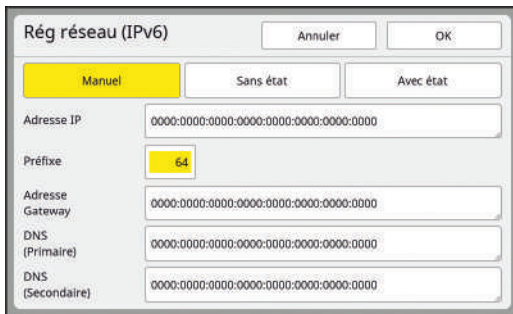 Rég réseau (IPv6) Annuler OK
Manuel Sans état Avec état
Adresse IP 0000:0000:0000:0000:0000:0000:0000:0000
Préfixe 64
Adresse
Gateway 0000:0000:0000:0000:0000:0000:0000:0000
DNS
(Primaire) 0000:0000:0000:0000:0000:0000:0000:0000
DNS
(Secondaire) 0000:0000:0000:0000:0000:0000:0000:0000